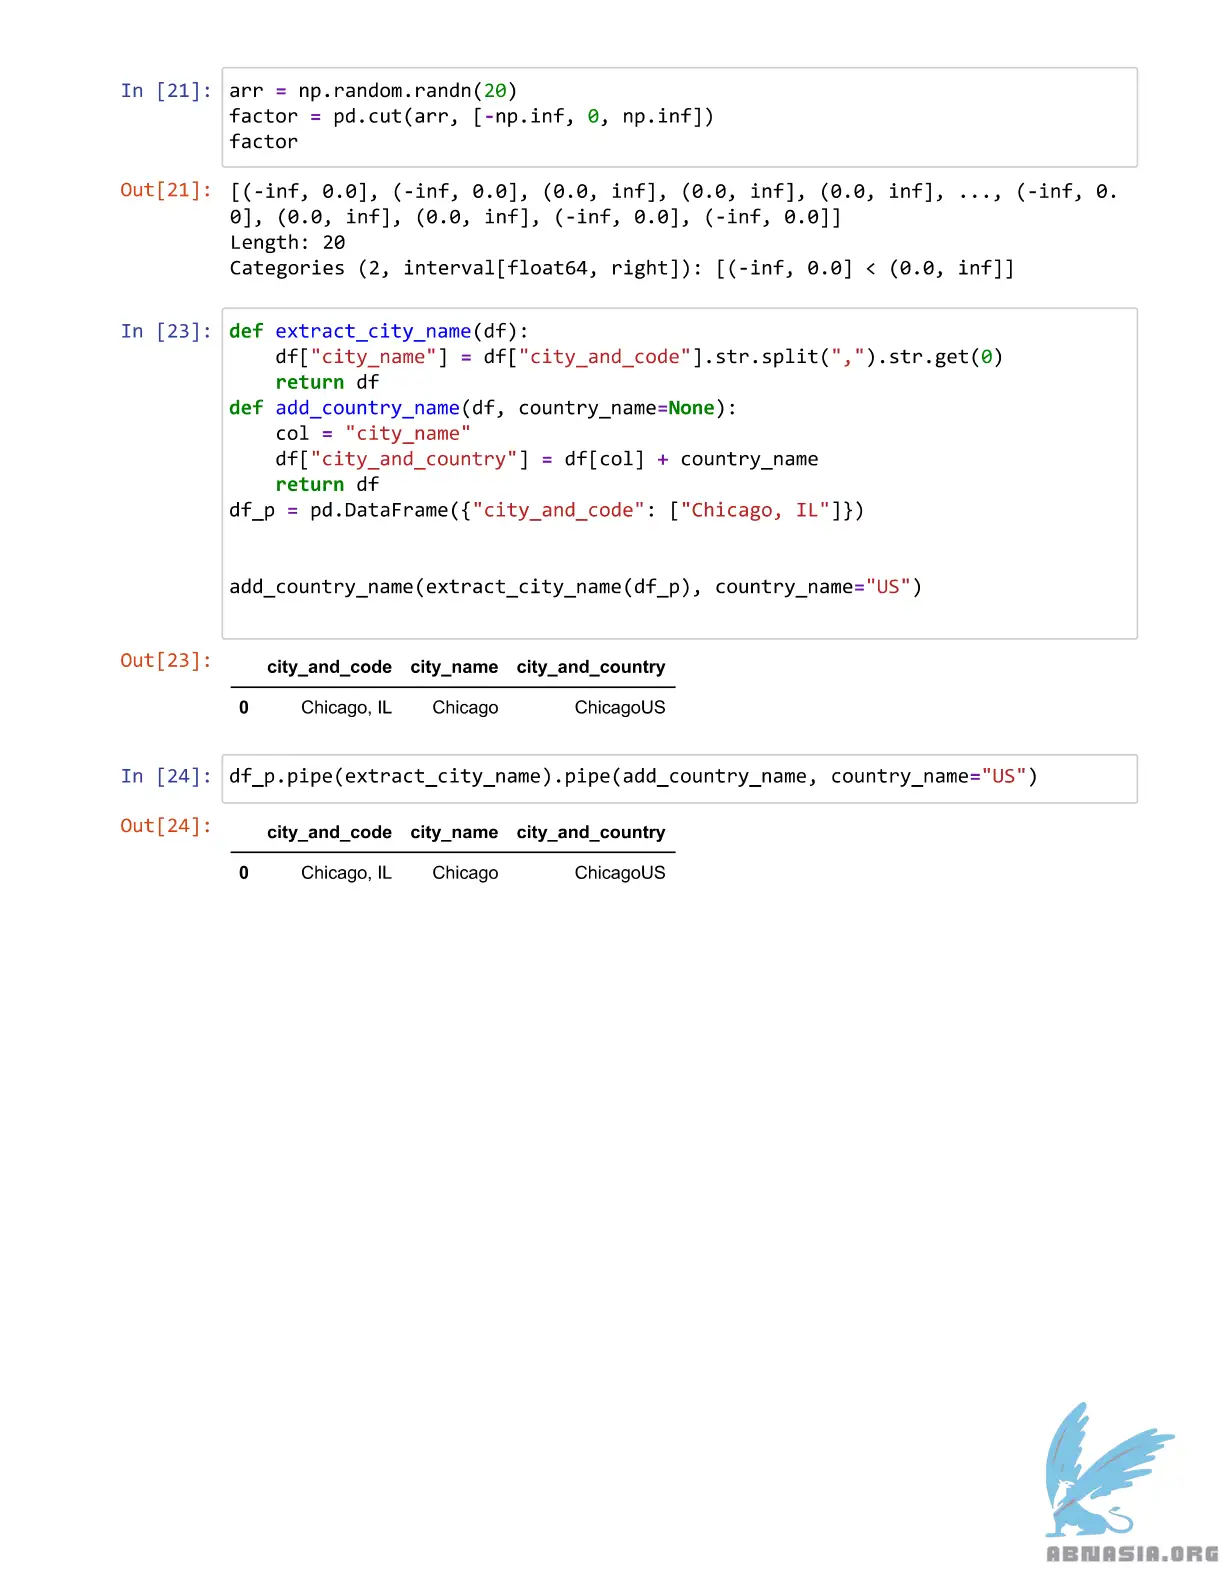 In [21]: arr = np.random.randn(20)
factor = pd.cut(arr, [-np.inf, 0, np.inf])
factor
Out[21]: [(-inf, 0.0], (-inf, 0.0], (0.0, inf], (0.0, inf], (0.0, inf], ..., (-inf, 0.
0], (0.0, inf], (0.0, inf], (-inf, 0.0], (-inf, 0.0]]
Length: 20
Categories (2, interval[float64, right]): [(-inf, 0.0] < (0.0, inf]]
In [23]: def extract_city_name(df):
    df["city_name"] = df["city_and_code"].str.split(",").str.get(0)
    return df
def add_country_name(df, country_name=None):
    col = "city_name"
    df["city_and_country"] = df[col] + country_name
    return df
df_p = pd.DataFrame({"city_and_code": ["Chicago, IL"]})
add_country_name(extract_city_name(df_p), country_name="US")
Out[23]: city_and_code city_name city_and_country
0 Chicago, IL Chicago ChicagoUS
In [24]: df_p.pipe(extract_city_name).pipe(add_country_name, country_name="US")
Out[24]: city_and_code city_name city_and_country
0 Chicago, IL Chicago ChicagoUS
ABNASIA.ORG